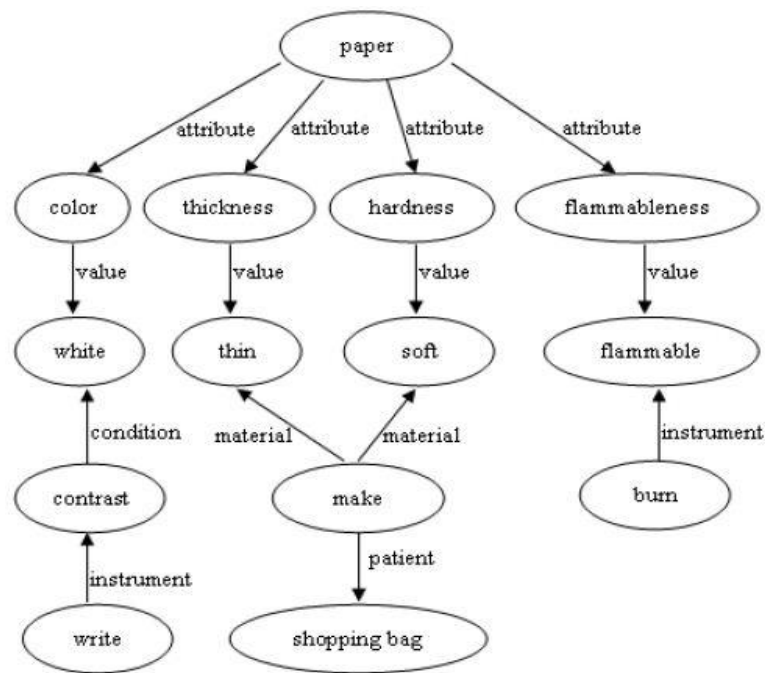 paper
attribute attribute attribute attribute
color thickness hardness flammableness
value value value value
white thin soft flammable
condition material material instrument
contrast make burn
instrument patient
write shopping bag